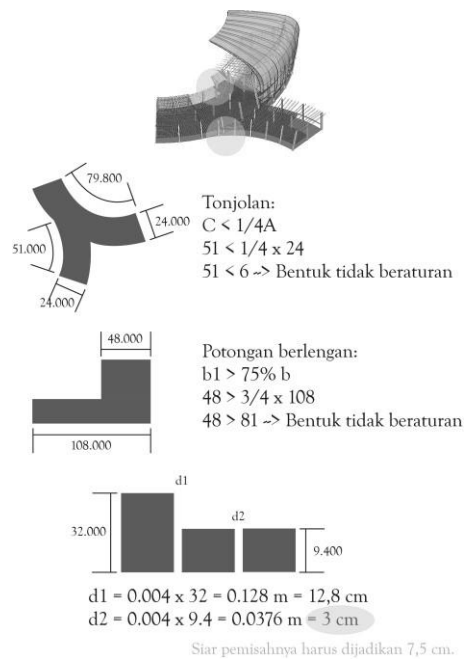 79.800
24.000
51.000
24.000
Tonjolan:
C < 1/4A
51 < 1/4 x 24
51 < 6 ~> Bentuk tidak beraturan
48.000
108.000
Potongan berlengan:
b1 > 75% b
48 > 3/4 x 108
48 > 81 ~> Bentuk tidak beraturan
d1
d2
32.000
9.400
d1 = 0.004 x 32 = 0.128 m = 12,8 cm
d2 = 0.004 x 9.4 = 0.0376 m = 3 cm
Siar pemisahnya harus dijadikan 7,5 cm.